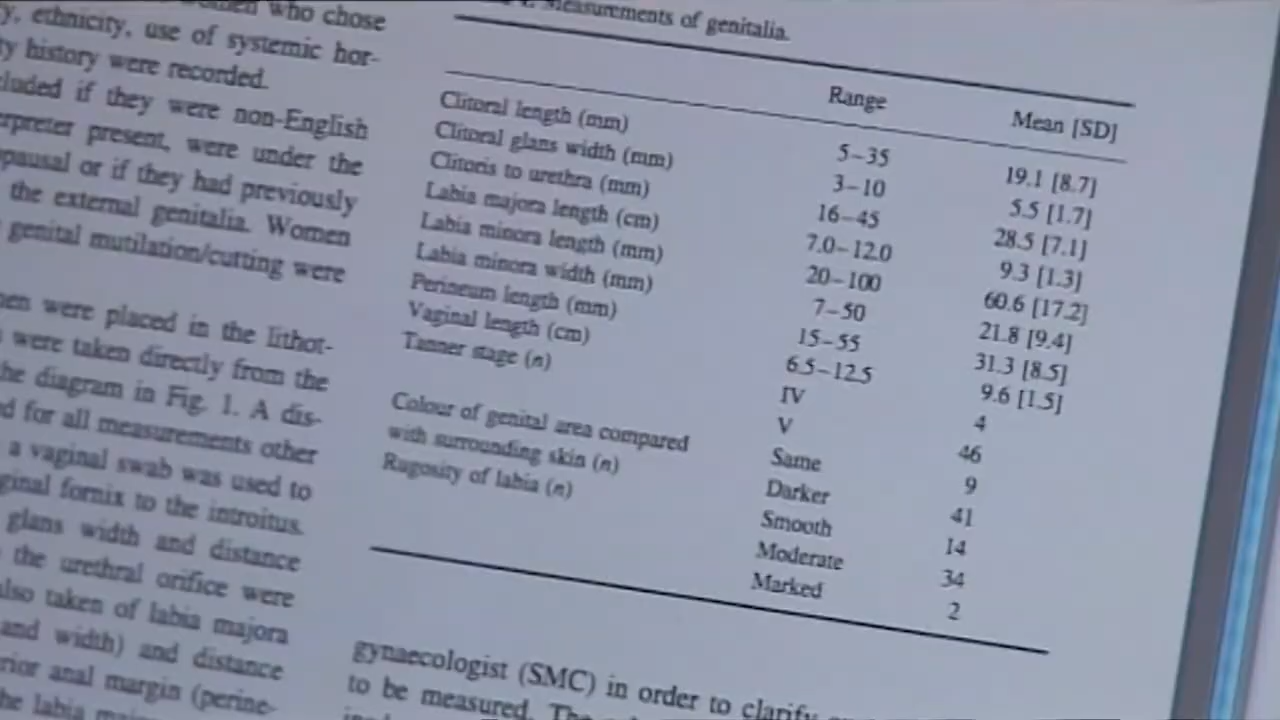 women who chose
ethnicity, use of systemic hor-
history were recorded.
if they were non-English
present, were under the
or if they had previously
the external genitalia. Women
genital mutilation/cutting were
were placed in the lithot-
were taken directly from the
diagram in Fig. 1. A dis-
for all measurements other
a vaginal swab was used to
fornix to the introitus.
glans width and distance
the urethral orifice were
also taken of labia majora
and width) and distance
anal margin (perine-
Measurements of genitalia.
Range Mean [SD]
Clitoral length (mm) 5–35 19.1 [8.7]
Clitoral glans width (mm) 3–10 5.5 [1.7]
Clitoris to urethra (mm) 16–45 28.5 [7.1]
Labia majora length (cm) 7.0–12.0 9.3 [1.3]
Labia minora length (mm) 20–100 60.6 [17.2]
Labia minora width (mm) 7–50 21.8 [9.4]
Perineum length (mm) 15–55 31.3 [8.5]
Vaginal length (cm) 6.5–12.5 9.6 [1.5]
Tanner stage (n) IV 4
V 46
Colour of genital area compared Same 9
with surrounding skin (n) Darker 41
Rugosity of labia (n) Smooth 14
Moderate 34
Marked 2
gynaecologist (SMC) in order to clarify
to be measured.